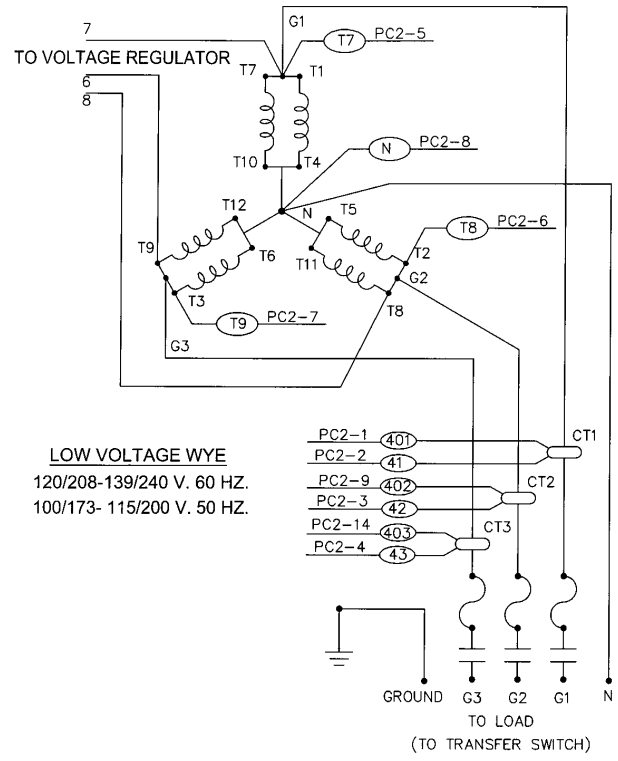 G1
7
T7 PC2-5
TO VOLTAGE REGULATOR
T7 T1
6
8
T10 T4
N PC2-8
N
T12 T5
T8 PC2-6
T9 T6 T11 T2
G2
T3 T8
T9 PC2-7
G3
PC2-1 401 CT1
PC2-2 41
LOW VOLTAGE WYE
PC2-9 402 CT2
120/208-139/240 V. 60 HZ.
PC2-3 42
100/173- 115/200 V. 50 HZ.
PC2-14 403 CT3
PC2-4 43
GROUND G3 G2 G1 N
TO LOAD
(TO TRANSFER SWITCH)